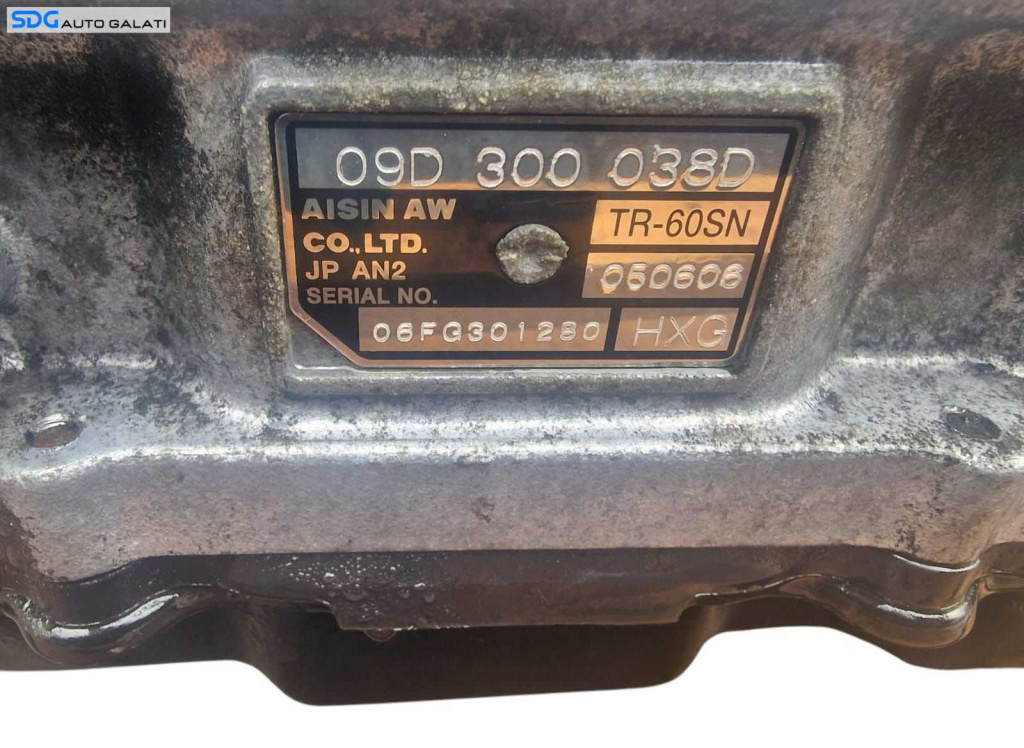 SDG AUTO GALATI
09D 300 038D
AISIN AW
CO.,LTD.
JP AN2
TR-60SN
050606
SERIAL NO.
06FG301280
HXG